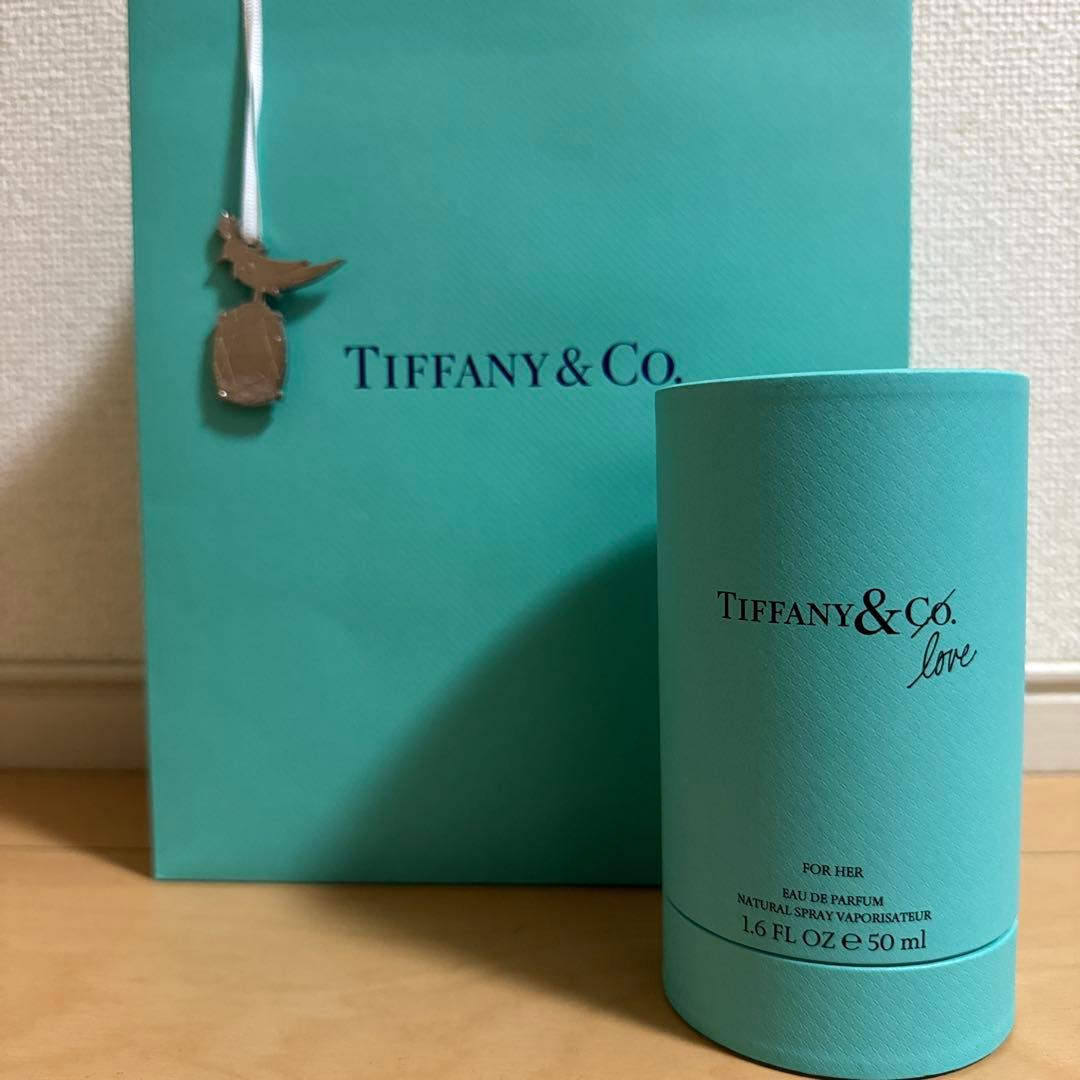 TIFFANY & CO.
TIFFANY & CO.
love
FOR HER
EAU DE PARFUM
NATURAL SPRAY VAPORISATEUR
1.6 FL OZ ℮ 50 ml